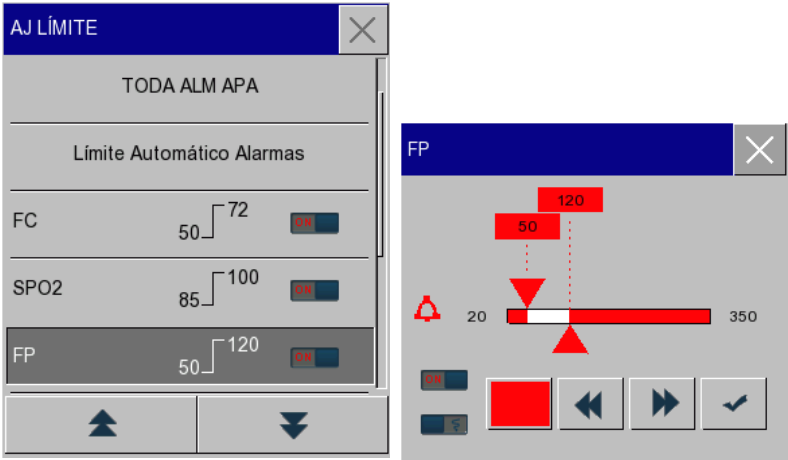 AJ LÍMITE
TODA ALM APA
Límite Automático Alarmas
FC 50 72 ON
SPO2 85 100 ON
FP 50 120 ON
FP
120
50
20 350
ON